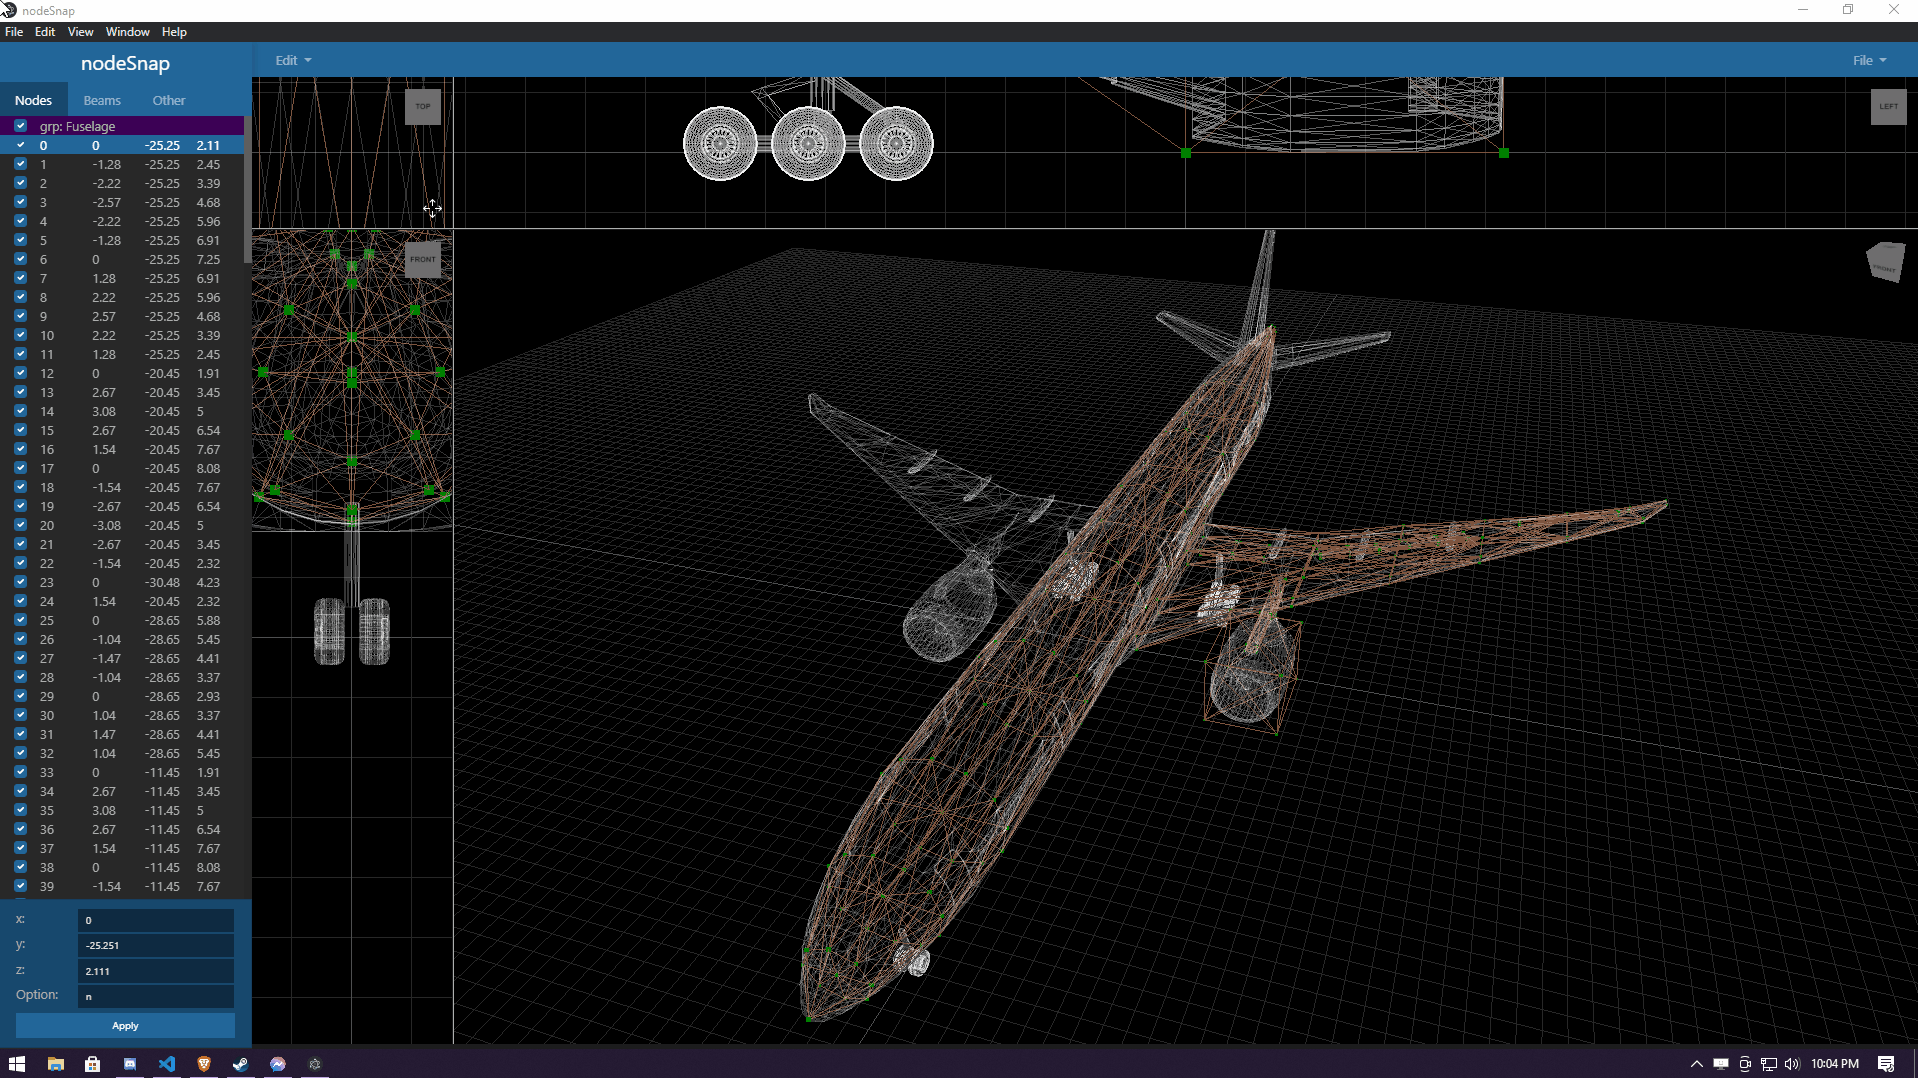 nodeSnap
File Edit View Window Help
nodeSnap
Edit
File
Nodes Beams Other
TOP
LEFT
FRONT
FRONT
grp: Fuselage
0 0 -25.25 2.11
1 -1.28 -25.25 2.45
2 -2.22 -25.25 3.39
3 -2.57 -25.25 4.68
4 -2.22 -25.25 5.96
5 -1.28 -25.25 6.91
6 0 -25.25 7.25
7 1.28 -25.25 6.91
8 2.22 -25.25 5.96
9 2.57 -25.25 4.68
10 2.22 -25.25 3.39
11 1.28 -25.25 2.45
12 0 -20.45 1.91
13 2.67 -20.45 3.45
14 3.08 -20.45 5
15 2.67 -20.45 6.54
16 1.54 -20.45 7.67
17 0 -20.45 8.08
18 -1.54 -20.45 7.67
19 -2.67 -20.45 6.54
20 -3.08 -20.45 5
21 -2.67 -20.45 3.45
22 -1.54 -20.45 2.32
23 0 -30.48 4.23
24 1.54 -20.45 2.32
25 0 -28.65 5.88
26 -1.04 -28.65 5.45
27 -1.47 -28.65 4.41
28 -1.04 -28.65 3.37
29 0 -28.65 2.93
30 1.04 -28.65 3.37
31 1.47 -28.65 4.41
32 1.04 -28.65 5.45
33 0 -11.45 1.91
34 2.67 -11.45 3.45
35 3.08 -11.45 5
36 2.67 -11.45 6.54
37 1.54 -11.45 7.67
38 0 -11.45 8.08
39 -1.54 -11.45 7.67
x: 0
y: -25.251
z: 2.111
Option: n
Apply
10:04 PM